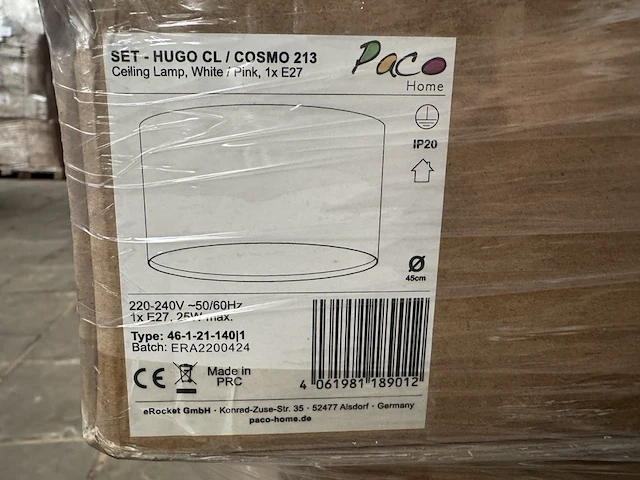 SET - HUGO CL / COSMO 213
Ceiling Lamp, White / Pink, 1x E27
Paco
Home
IP20
Ø
45cm
220-240V ~50/60Hz
1x E27, 25W max.
Type: 46-1-21-140|1
Batch: ERA2200424
CE
Made in
PRC
4 061981 189012
eRocket GmbH · Konrad-Zuse-Str. 35 · 52477 Alsdorf · Germany
paco-home.de